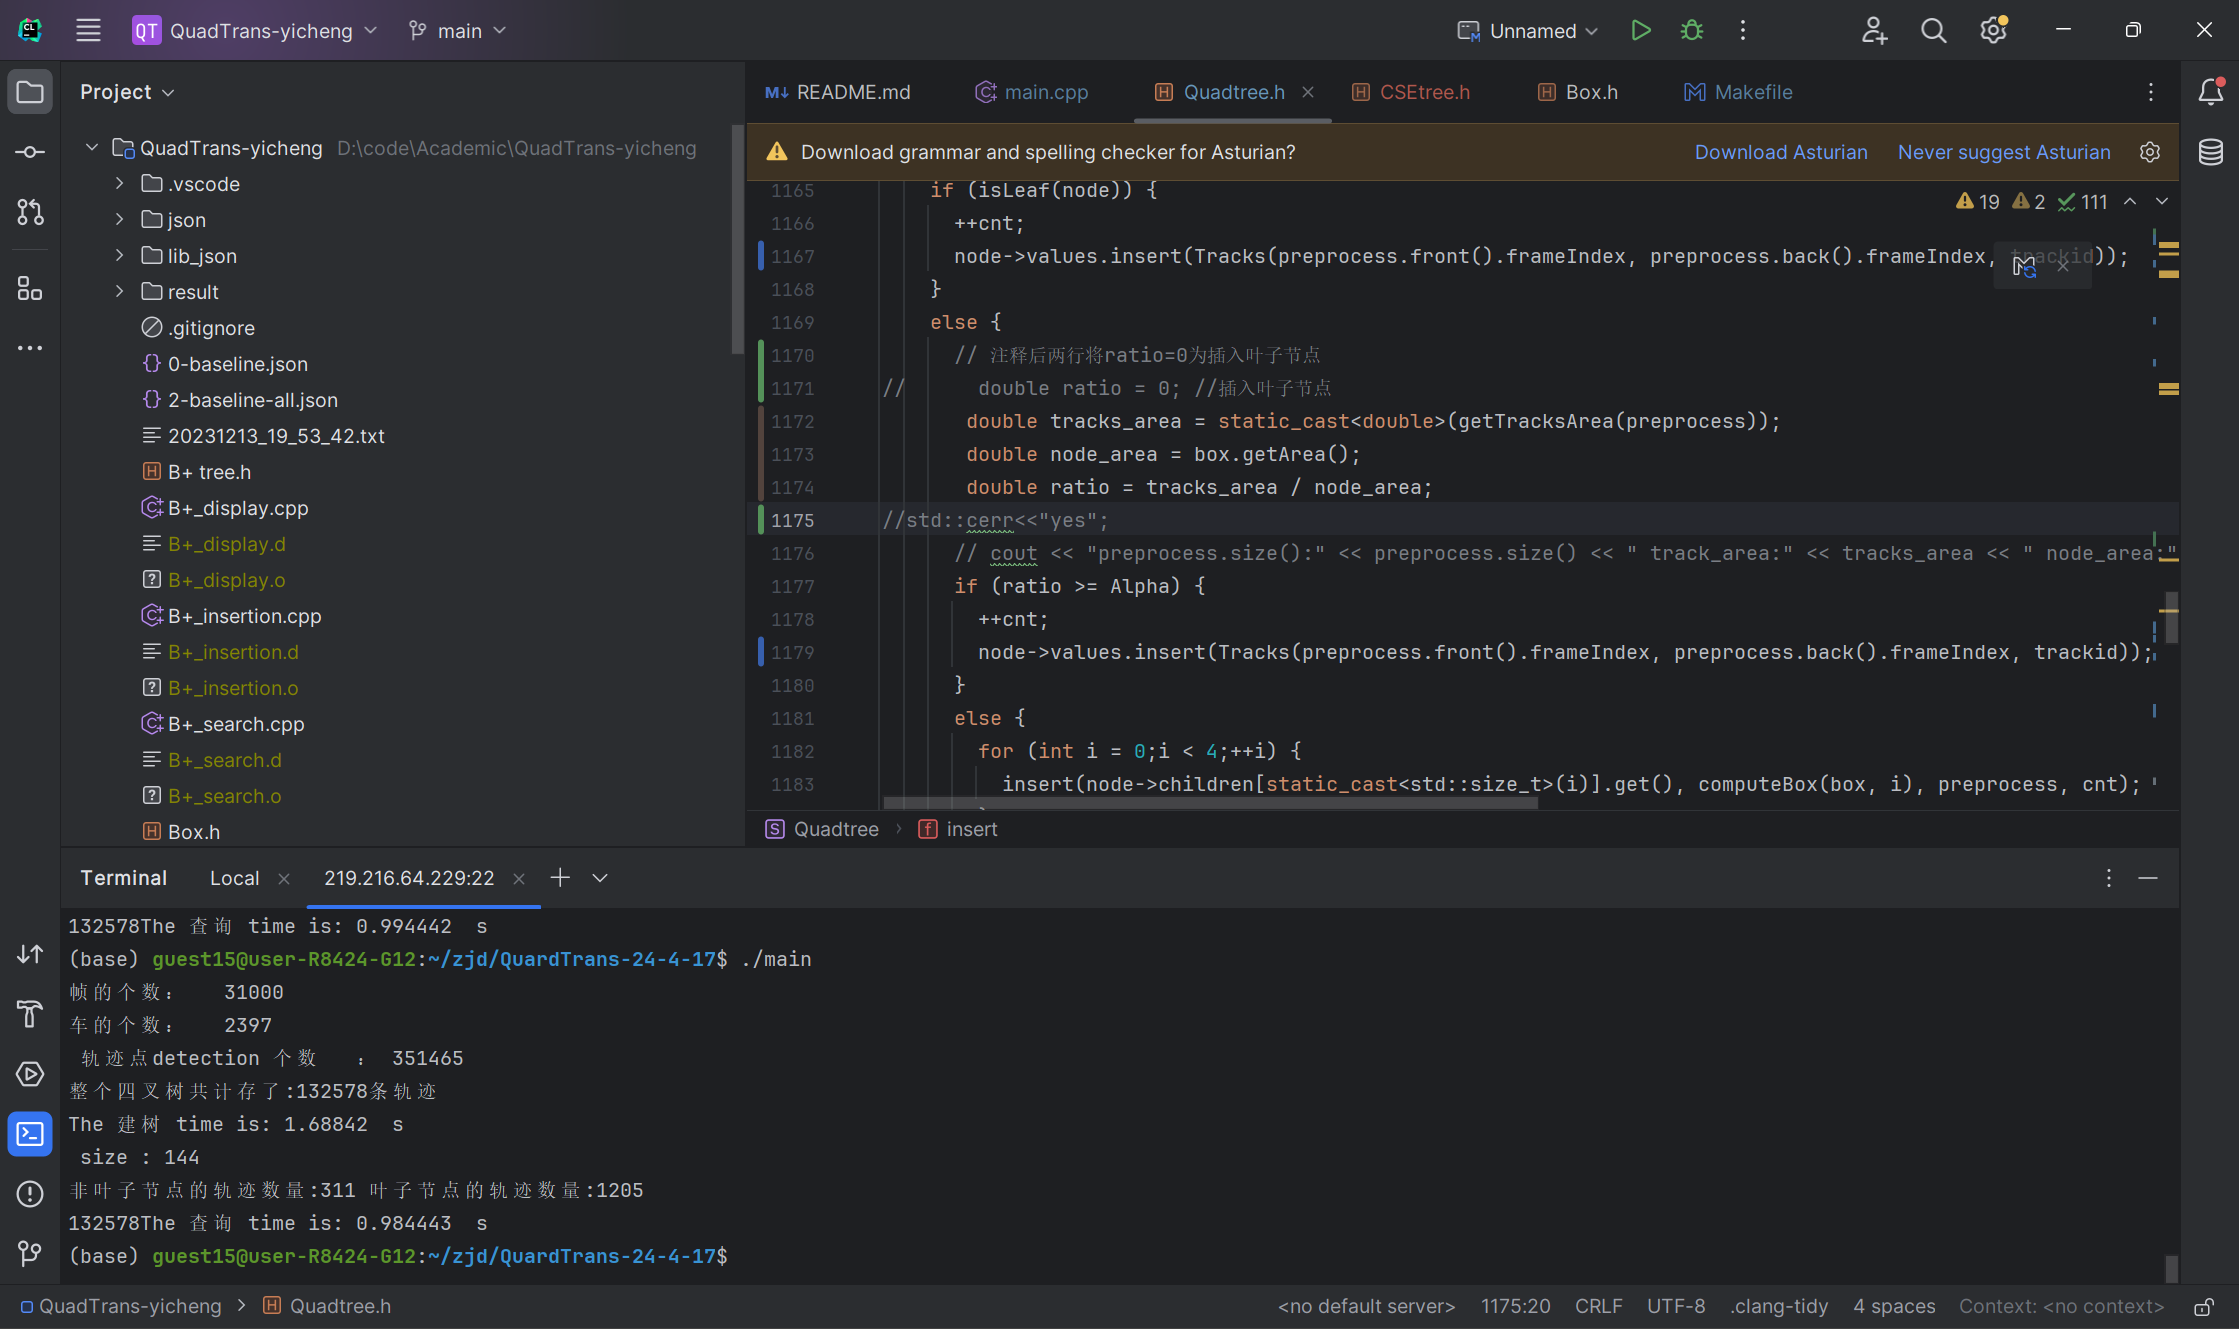 QT QuadTrans-yicheng main Unnamed
Project
README.md main.cpp Quadtree.h CSEtree.h Box.h Makefile
Download grammar and spelling checker for Asturian? Download Asturian Never suggest Asturian
QuadTrans-yicheng D:\code\Academic\QuadTrans-yicheng
.vscode
json
lib_json
result
.gitignore
0-baseline.json
2-baseline-all.json
20231213_19_53_42.txt
B+ tree.h
B+_display.cpp
B+_display.d
B+_display.o
B+_insertion.cpp
B+_insertion.d
B+_insertion.o
B+_search.cpp
B+_search.d
B+_search.o
Box.h
19 2 111
1165 if (isLeaf(node)) {
1166 ++cnt;
1167 node->values.insert(Tracks(preprocess.front().frameIndex, preprocess.back().frameIndex, trackid));
1168 }
1169 else {
1170 // 注释后两行将ratio=0为插入叶子节点
1171 // double ratio = 0; //插入叶子节点
1172 double tracks_area = static_cast<double>(getTracksArea(preprocess));
1173 double node_area = box.getArea();
1174 double ratio = tracks_area / node_area;
1175 //std::cerr<<"yes";
1176 // cout << "preprocess.size():" << preprocess.size() << " track_area:" << tracks_area << " node_area:"
1177 if (ratio >= Alpha) {
1178 ++cnt;
1179 node->values.insert(Tracks(preprocess.front().frameIndex, preprocess.back().frameIndex, trackid));
1180 }
1181 else {
1182 for (int i = 0;i < 4;++i) {
1183 insert(node->children[static_cast<std::size_t>(i)].get(), computeBox(box, i), preprocess, cnt);
Quadtree insert
Terminal Local 219.216.64.229:22
132578The 查询 time is: 0.994442 s
(base) guest15@user-R8424-G12:~/zjd/QuardTrans-24-4-17$ ./main
帧的个数： 31000
车的个数： 2397
轨迹点detection 个数 ： 351465
整个四叉树共计存了:132578条轨迹
The 建树 time is: 1.68842 s
size : 144
非叶子节点的轨迹数量:311 叶子节点的轨迹数量:1205
132578The 查询 time is: 0.984443 s
(base) guest15@user-R8424-G12:~/zjd/QuardTrans-24-4-17$
QuadTrans-yicheng > Quadtree.h <no default server> 1175:20 CRLF UTF-8 .clang-tidy 4 spaces Context: <no context>